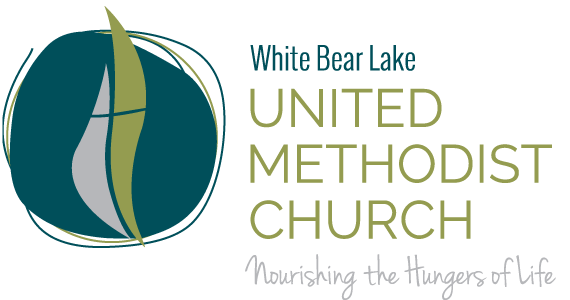 White Bear Lake
UNITED
METHODIST
CHURCH
Nourishing the Hungers of Life